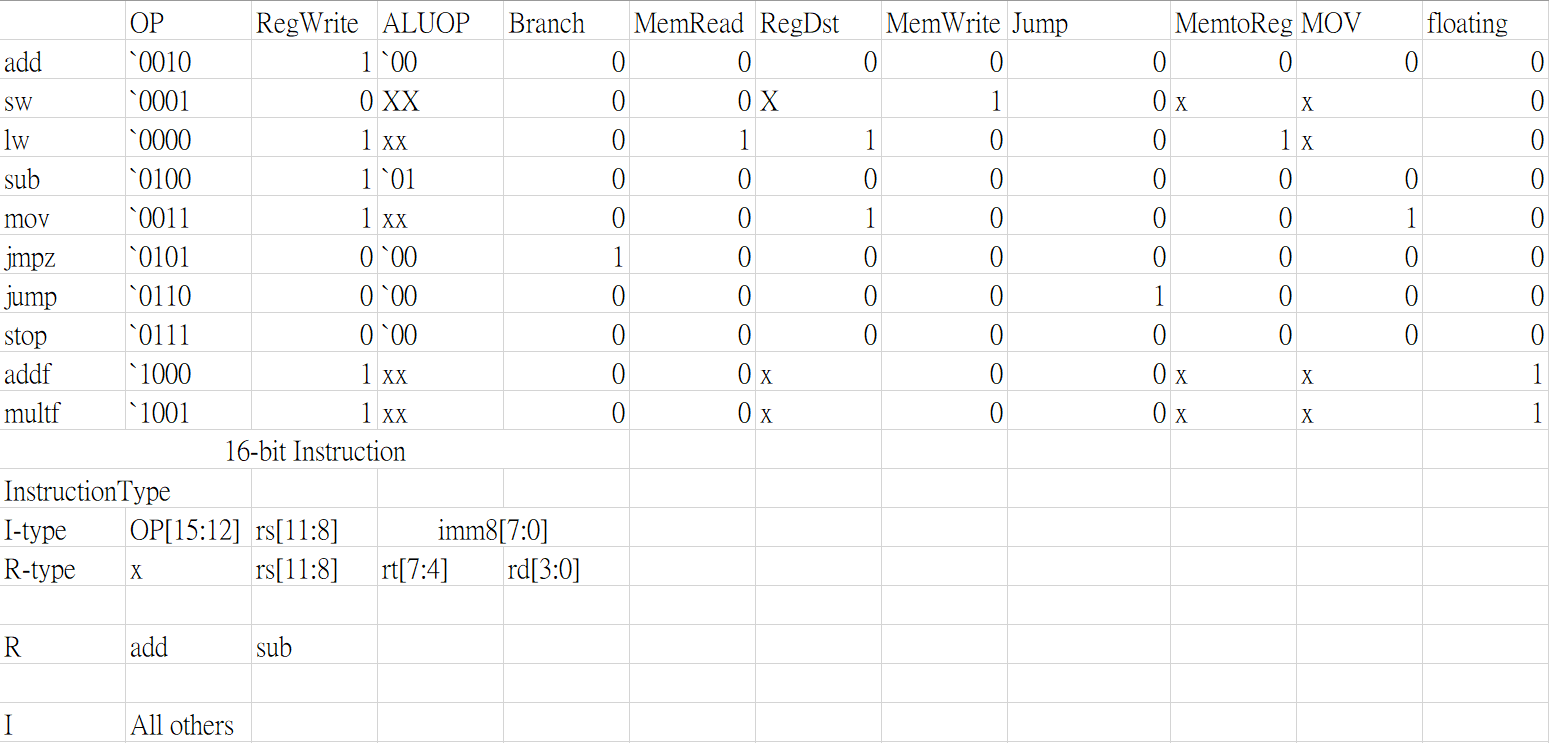 OP RegWrite ALUOP Branch MemRead RegDst MemWrite Jump MemtoReg MOV floating
add `0010 1 `00 0 0 0 0 0 0 0 0
sw `0001 0 XX 0 0 X 1 0 x x 0
lw `0000 1 xx 0 1 1 0 0 1 x 0
sub `0100 1 `01 0 0 0 0 0 0 0 0
mov `0011 1 xx 0 0 1 0 0 0 1 0
jmpz `0101 0 `00 1 0 0 0 0 0 0 0
jump `0110 0 `00 0 0 0 0 1 0 0 0
stop `0111 0 `00 0 0 0 0 0 0 0 0
addf `1000 1 xx 0 0 x 0 0 x x 1
multf `1001 1 xx 0 0 x 0 0 x x 1
16-bit Instruction
InstructionType
I-type OP[15:12] rs[11:8] imm8[7:0]
R-type x rs[11:8] rt[7:4] rd[3:0]
R add sub
I All others